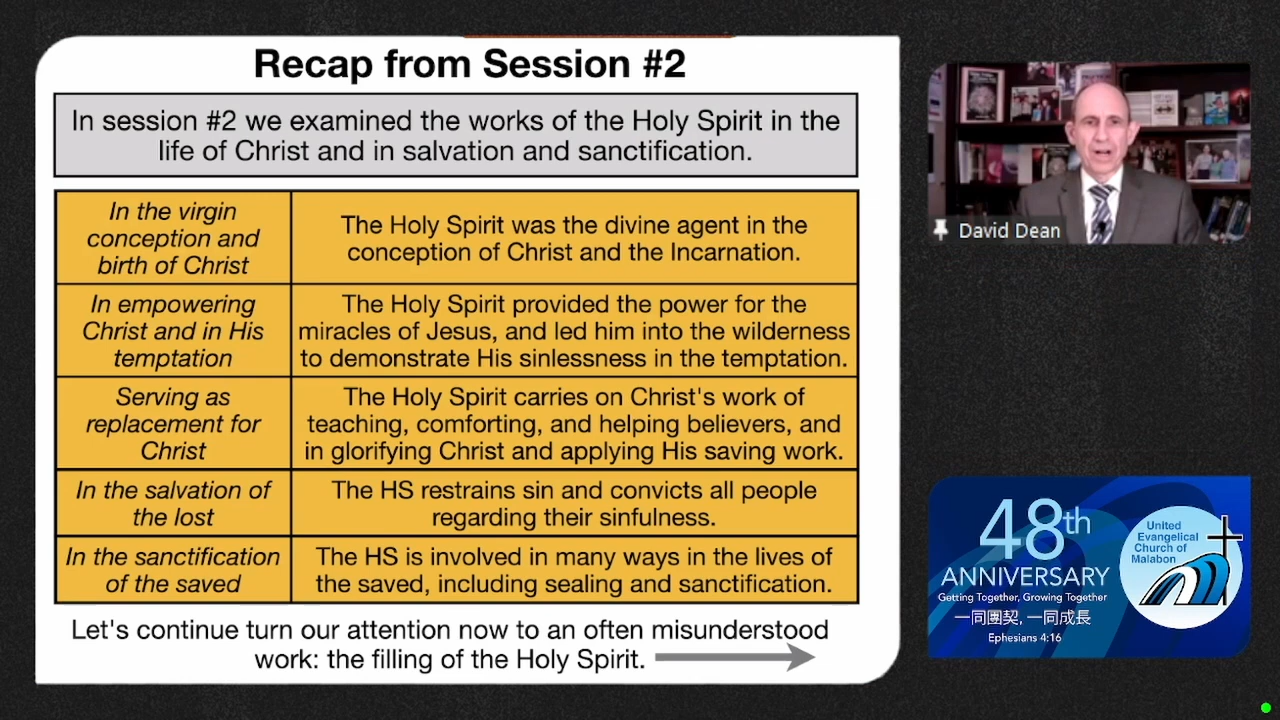 Recap from Session #2
In session #2 we examined the works of the Holy Spirit in the
life of Christ and in salvation and sanctification.
In the virgin
conception and
birth of Christ
The Holy Spirit was the divine agent in the
conception of Christ and the Incarnation.
In empowering
Christ and in His
temptation
The Holy Spirit provided the power for the
miracles of Jesus, and led him into the wilderness
to demonstrate His sinlessness in the temptation.
Serving as
replacement for
Christ
The Holy Spirit carries on Christ's work of
teaching, comforting, and helping believers, and
in glorifying Christ and applying His saving work.
In the salvation of
the lost
The HS restrains sin and convicts all people
regarding their sinfulness.
In the sanctification
of the saved
The HS is involved in many ways in the lives of
the saved, including sealing and sanctification.
Let's continue turn our attention now to an often misunderstood
work: the filling of the Holy Spirit.
David Dean
48th
ANNIVERSARY
Getting Together, Growing Together
一同團契, 一同成長
Ephesians 4:16
United
Evangelical
Church of
Malabon